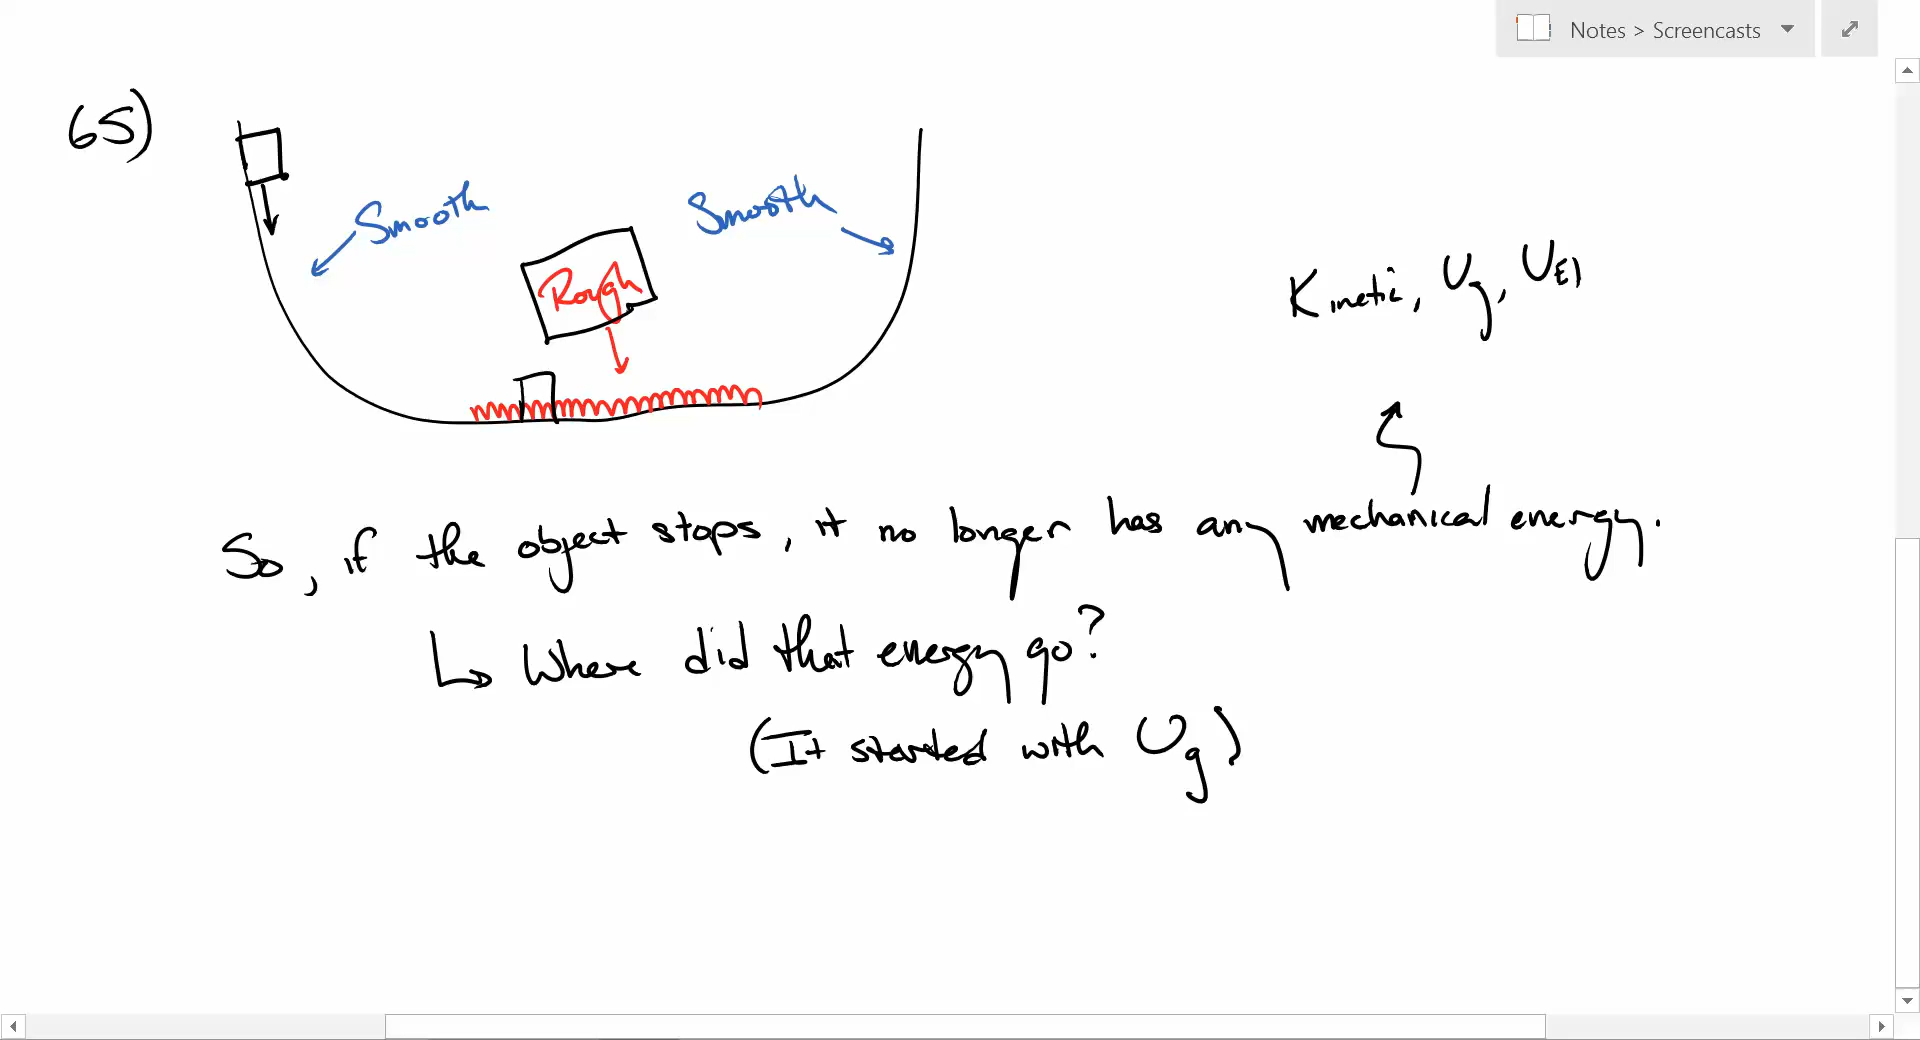 Notes > Screencasts
65)
Smooth
Smooth
Rough
Kinetic, Ug, UEl
So, if the object stops, it no longer has any mechanical energy.
Where did that energy go?
(It started with Ug)